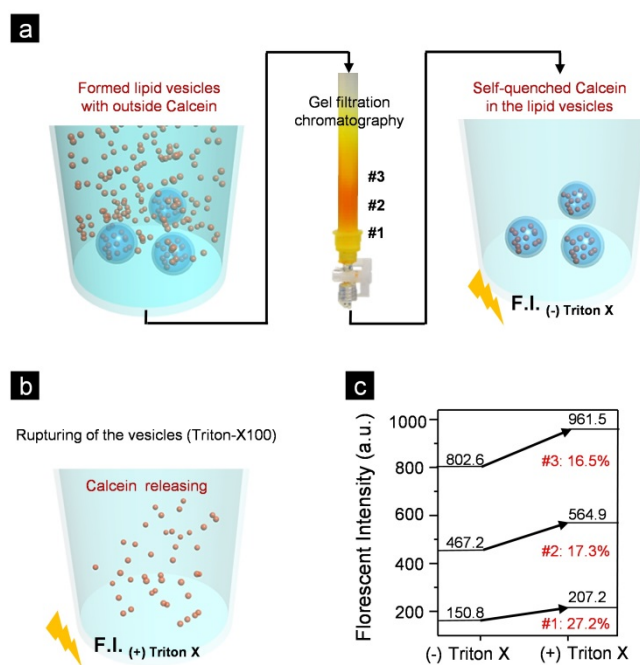 a
Formed lipid vesicles
with outside Calcein
Gel filtration
chromatography
#3
#2
#1
Self-quenched Calcein
in the lipid vesicles
F.I. (-) Triton X
b
Rupturing of the vesicles (Triton-X100)
Calcein releasing
F.I. (+) Triton X
c
Florescent Intensity (a.u.)
1000
800
600
400
200
802.6
961.5
#3: 16.5%
467.2
564.9
#2: 17.3%
150.8
207.2
#1: 27.2%
(-) Triton X
(+) Triton X